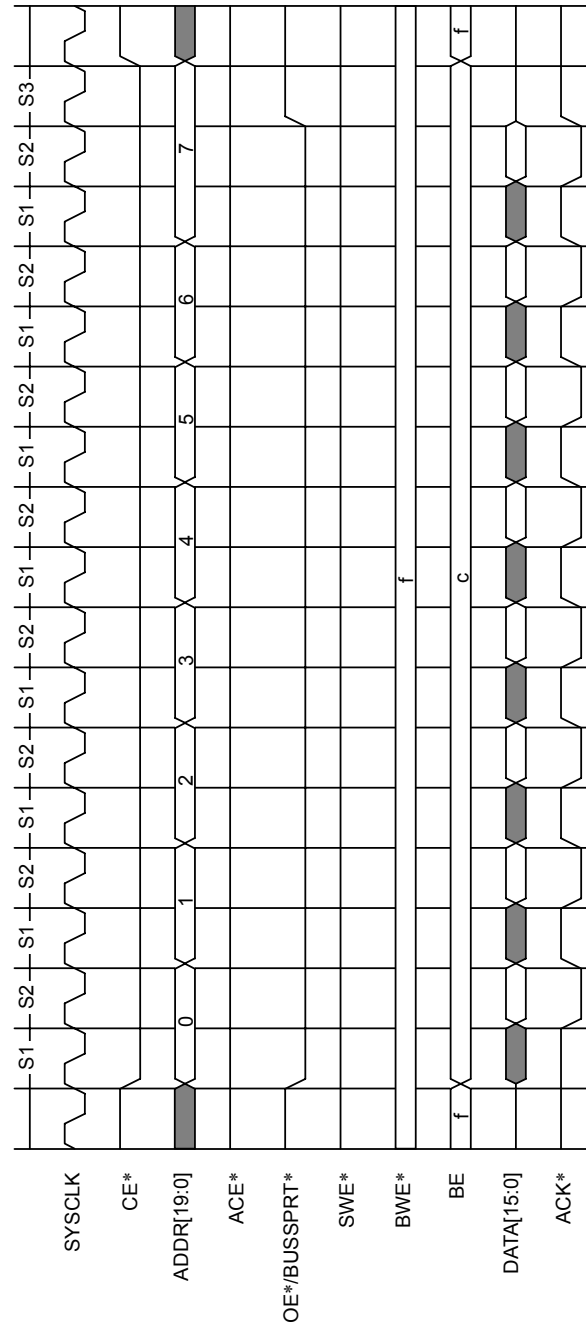 S1 S2 S1 S2 S1 S2 S1 S2 S1 S2 S1 S2 S1 S2 S1 S2 S3
SYSCLK
CE*
ADDR[19:0] 0 1 2 3 4 5 6 7
ACE*
OE*/BUSSPRT*
SWE*
BWE* f
BE f c f
DATA[15:0]
ACK*